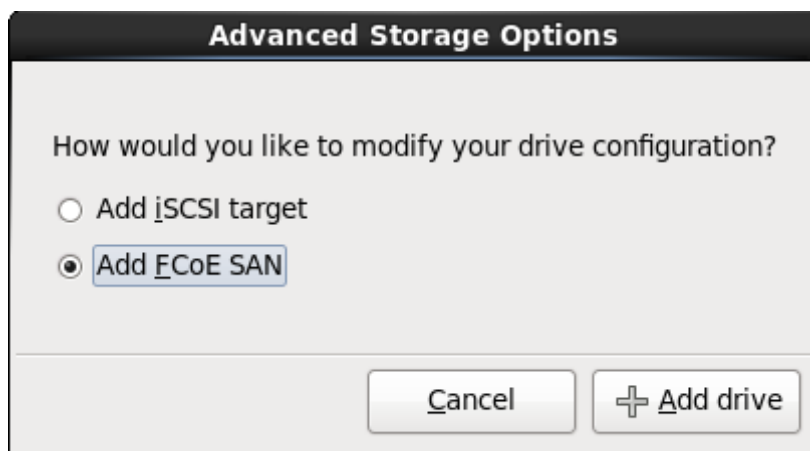 Advanced Storage Options
How would you like to modify your drive configuration?
Add iSCSI target
Add FCoE SAN
Cancel
Add drive